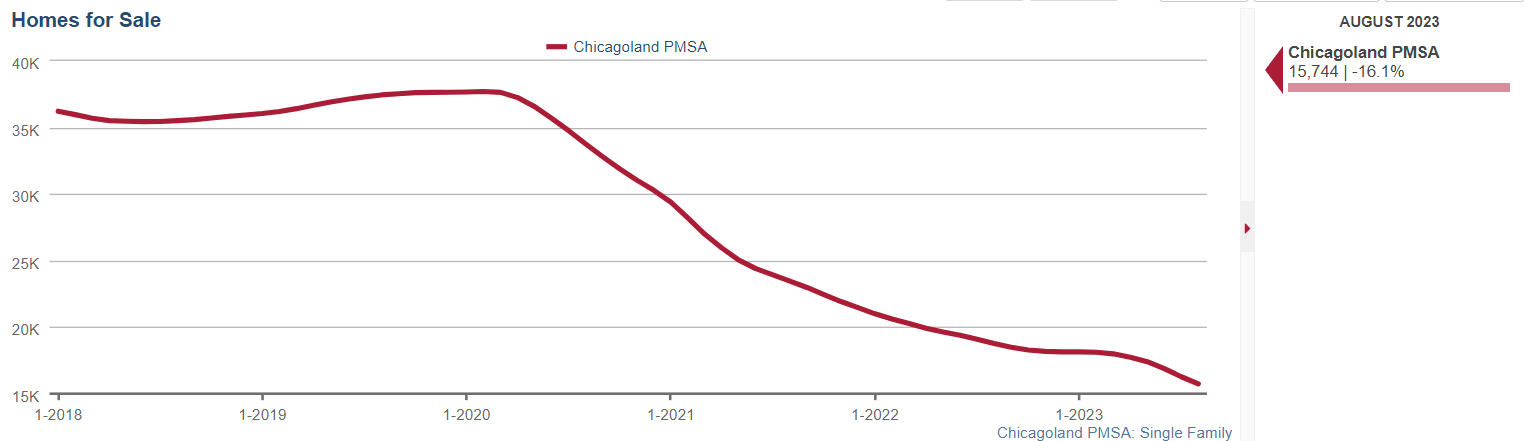 Homes for Sale
Chicagoland PMSA
40K
35K
30K
25K
20K
15K
1-2018 1-2019 1-2020 1-2021 1-2022 1-2023
Chicagoland PMSA: Single Family
AUGUST 2023
Chicagoland PMSA
15,744 | -16.1%